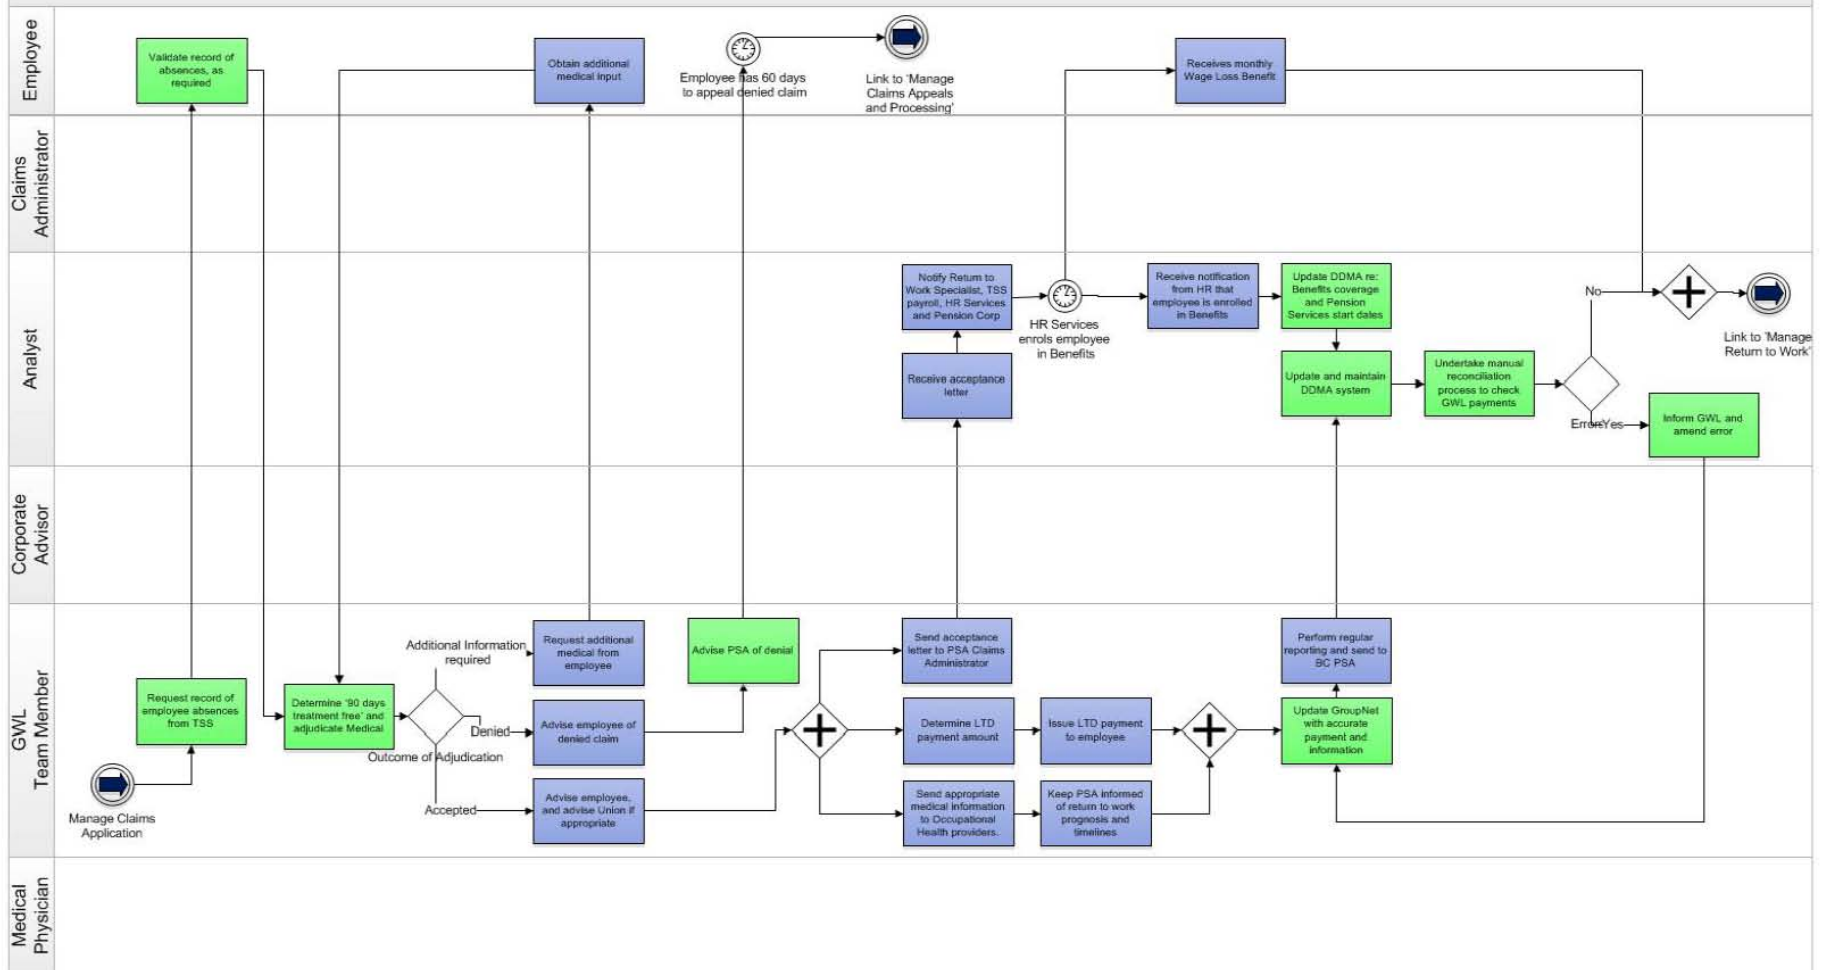 Employee
Validate record of
absences, as
required
Obtain additional
medical input
Employee has 60 days
to appeal denied claim
Link to 'Manage
Claims Appeals
and Processing'
Receives monthly
Wage Loss Benefit
Claims
Administrator
Analyst
Notify Return to
Work Specialist, TSS
payroll, HR Services
and Pension Corp
HR Services
enrols employee
in Benefits
Receive notification
from HR that
employee is enrolled
in Benefits
Update DDMA re:
Benefits coverage
and Pension
Services start dates
No
Link to 'Manage
Return to Work'
Receive acceptance
letter
Update and maintain
DDMA system
Undertake manual
reconciliation
process to check
GWL payments
Yes
Inform GWL and
amend error
Corporate
Advisor
GWL
Team Member
Request record of
employee absences
from TSS
Manage Claims
Application
Determine '90 days
treatment free' and
adjudicate Medical
Additional Information
required
Denied
Outcome of Adjudication
Accepted
Request additional
medical from
employee
Advise employee of
denied claim
Advise employee,
and advise Union if
appropriate
Advise PSA of denial
Send acceptance
letter to PSA Claims
Administrator
Determine LTD
payment amount
Issue LTD payment
to employee
Send appropriate
medical information
to Occupational
Health providers.
Keep PSA informed
of return to work
prognosis and
timelines
Perform regular
reporting and send to
BC PSA
Update GroupNet
with accurate
payment and
information
Medical
Physician